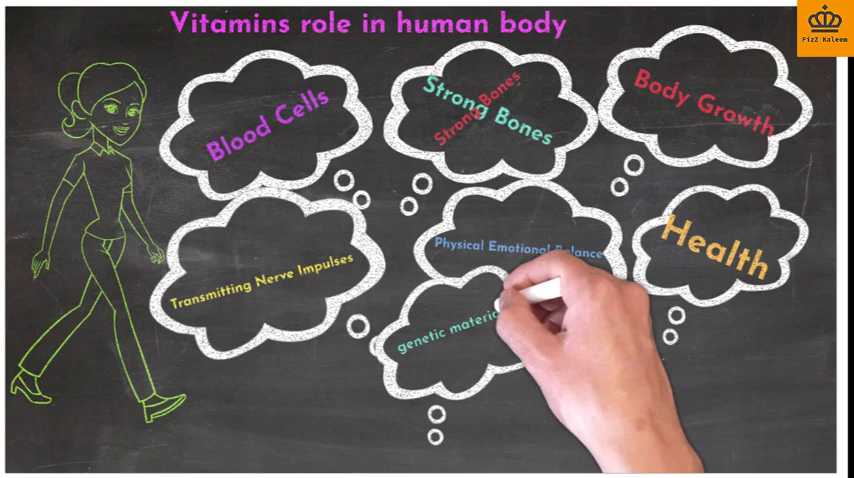 Vitamins role in human body
FizZ Kaleem
Blood Cells
Strong Bones
Strong Bones
Body Growth
Transmitting Nerve Impulses
Physical Emotional Balance
Health
genetic